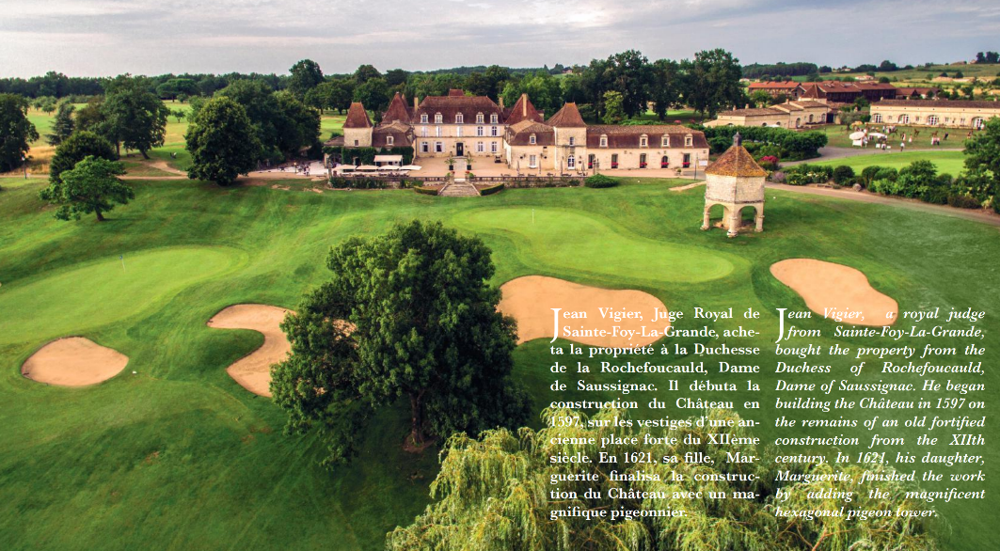 Jean Vigier, Juge Royal de
Sainte-Foy-La-Grande, ache-
ta la propriété à la Duchesse
de la Rochefoucauld, Dame
de Saussignac. Il débuta la
construction du Château en
1597, sur les vestiges d'une an-
cienne place forte du XIIème
siècle. En 1621, sa fille, Mar-
guerite finalisa la construc-
tion du Château avec un ma-
gnifique pigeonnier.
Jean Vigier, a royal judge
from Sainte-Foy-La-Grande,
bought the property from the
Duchess of Rochefoucauld,
Dame of Saussignac. He began
building the Château in 1597 on
the remains of an old fortified
construction from the XIIth
century. In 1621, his daughter,
Marguerite, finished the work
by adding the magnificent
hexagonal pigeon tower.